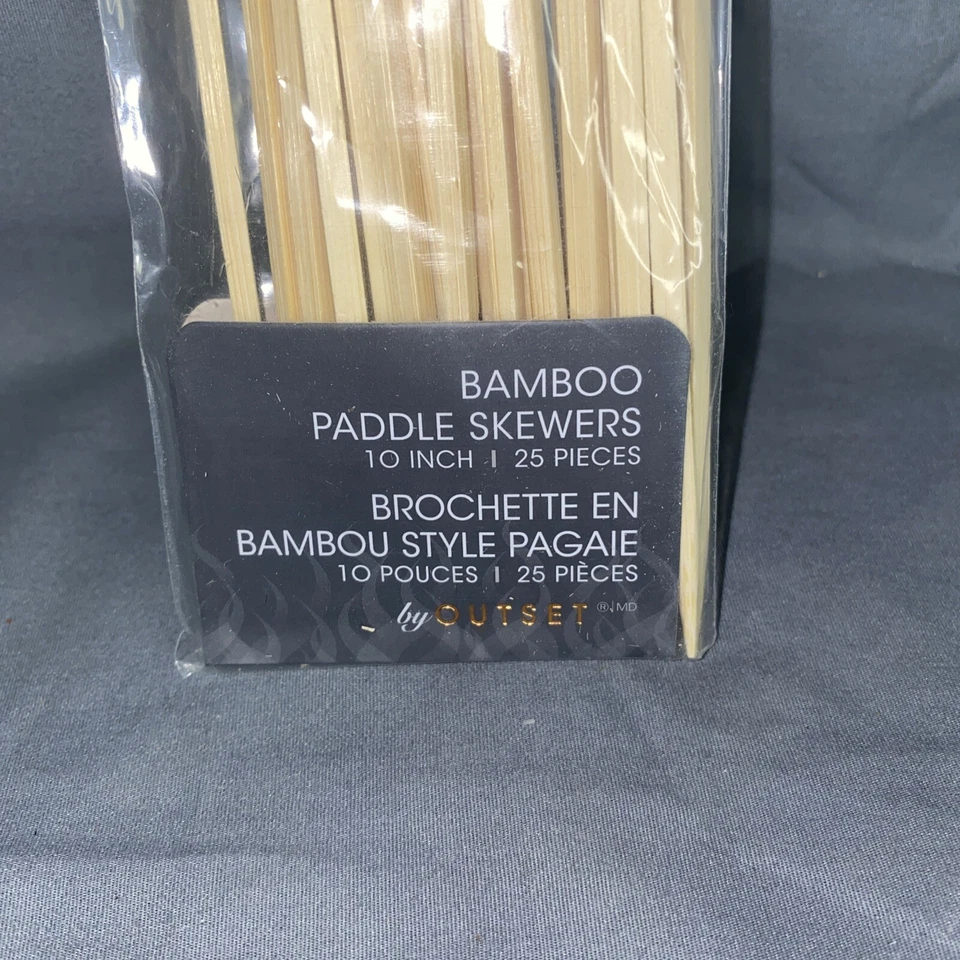 BAMBOO
PADDLE SKEWERS
10 INCH | 25 PIECES
BROCHETTE EN
BAMBOU STYLE PAGAIE
10 POUCES | 25 PIÈCES
by OUTSET ®|MD